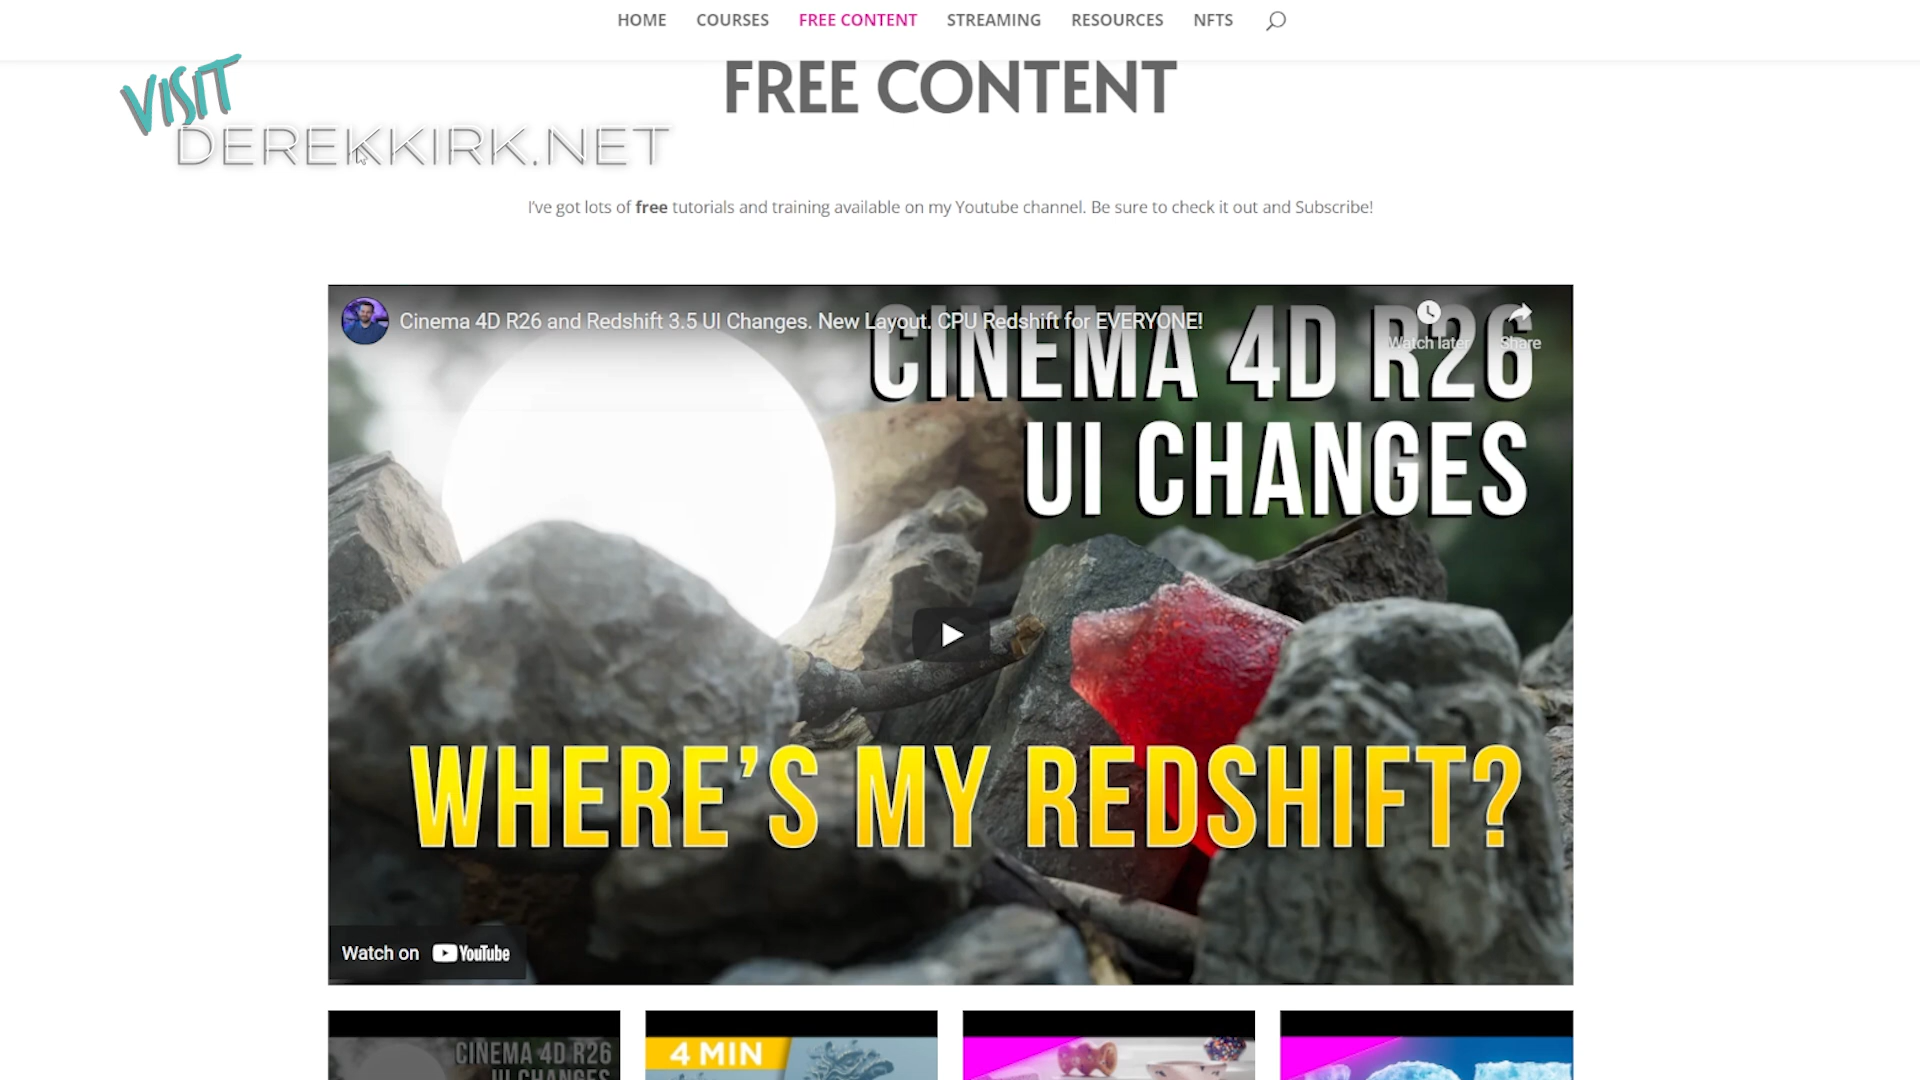 HOME COURSES FREE CONTENT STREAMING RESOURCES NFTS
VISIT
DEREKKIRK.NET
FREE CONTENT
I've got lots of free tutorials and training available on my Youtube channel. Be sure to check it out and Subscribe!
Cinema 4D R26 and Redshift 3.5 UI Changes. New Layout. CPU Redshift for EVERYONE!
Watch later Share
CINEMA 4D R26
UI CHANGES
WHERE'S MY REDSHIFT?
Watch on YouTube
CINEMA 4D R26
UI CHANGES
4 MIN